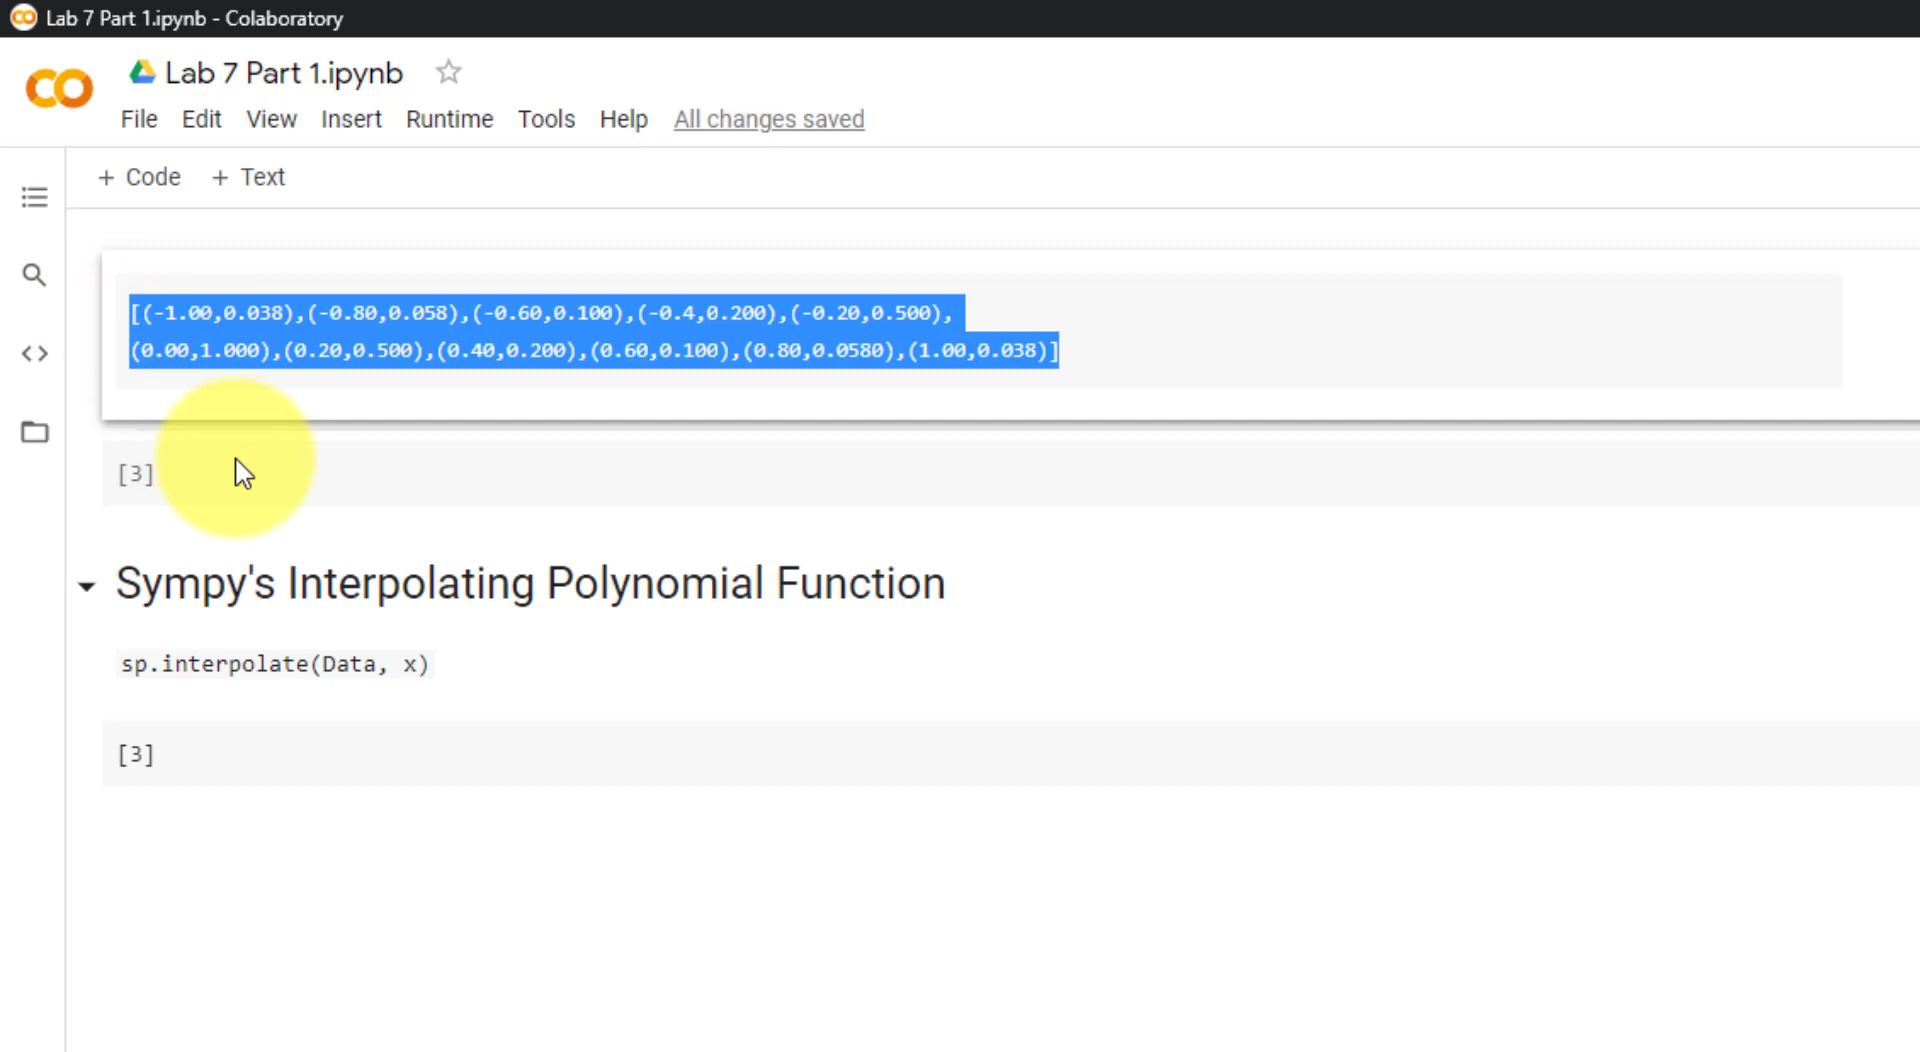 Lab 7 Part 1.ipynb - Colaboratory
Lab 7 Part 1.ipynb
File Edit View Insert Runtime Tools Help All changes saved
+ Code + Text
[(-1.00,0.038),(-0.80,0.058),(-0.60,0.100),(-0.4,0.200),(-0.20,0.500),
(0.00,1.000),(0.20,0.500),(0.40,0.200),(0.60,0.100),(0.80,0.0580),(1.00,0.038)]
[3]
Sympy's Interpolating Polynomial Function
sp.interpolate(Data, x)
[3]